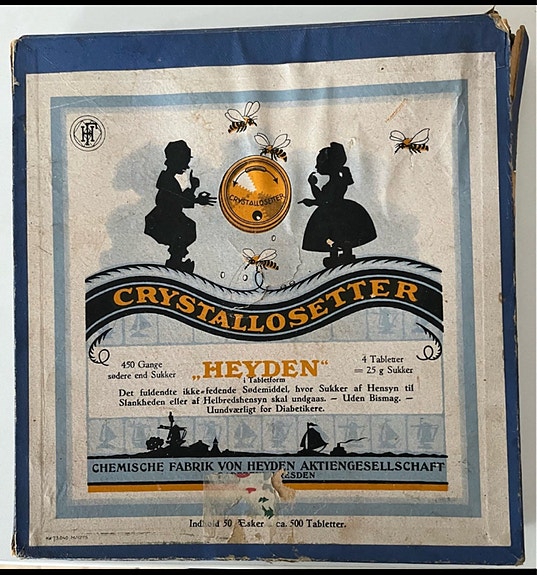 CRYSTALLOSETTER
CRYSTALLOSETTER
450 Gange
sødere end Sukker
„HEYDEN“
i Tabletform
4 Tabletter
= 25 g Sukker
Det fuldendte ikke-fedende Sødemiddel, hvor Sukker af Hensyn til
Slankheden eller af Helbredshensyn skal undgaas. – Uden Bismag. –
Uundværligt for Diabetikere.
CHEMISCHE FABRIK VON HEYDEN AKTIENGESELLSCHAFT
ESDEN
Indhold 50 Æsker ca. 500 Tabletter.